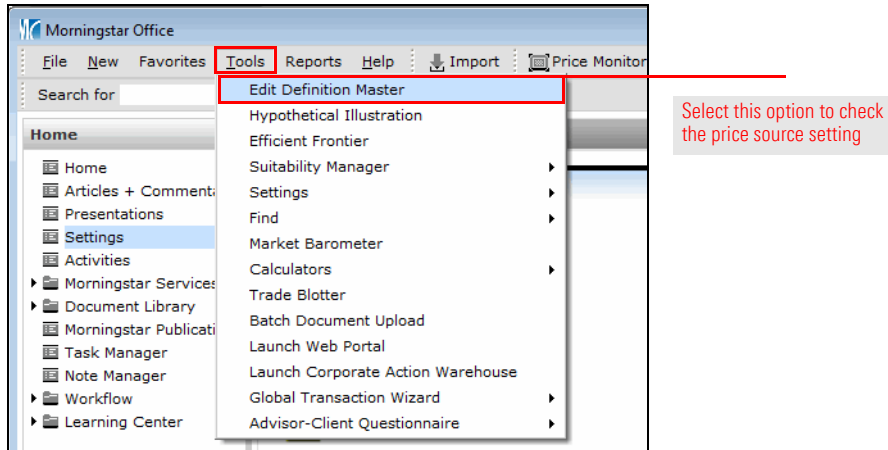 Morningstar Office
File New Favorites Tools Reports Help Import Price Monitor
Search for
Edit Definition Master
Hypothetical Illustration
Efficient Frontier
Suitability Manager
Settings
Find
Market Barometer
Calculators
Trade Blotter
Batch Document Upload
Launch Web Portal
Launch Corporate Action Warehouse
Global Transaction Wizard
Advisor-Client Questionnaire
Home
Home
Articles + Commenta
Presentations
Settings
Activities
Morningstar Services
Document Library
Morningstar Publicati
Task Manager
Note Manager
Workflow
Learning Center
Select this option to check
the price source setting